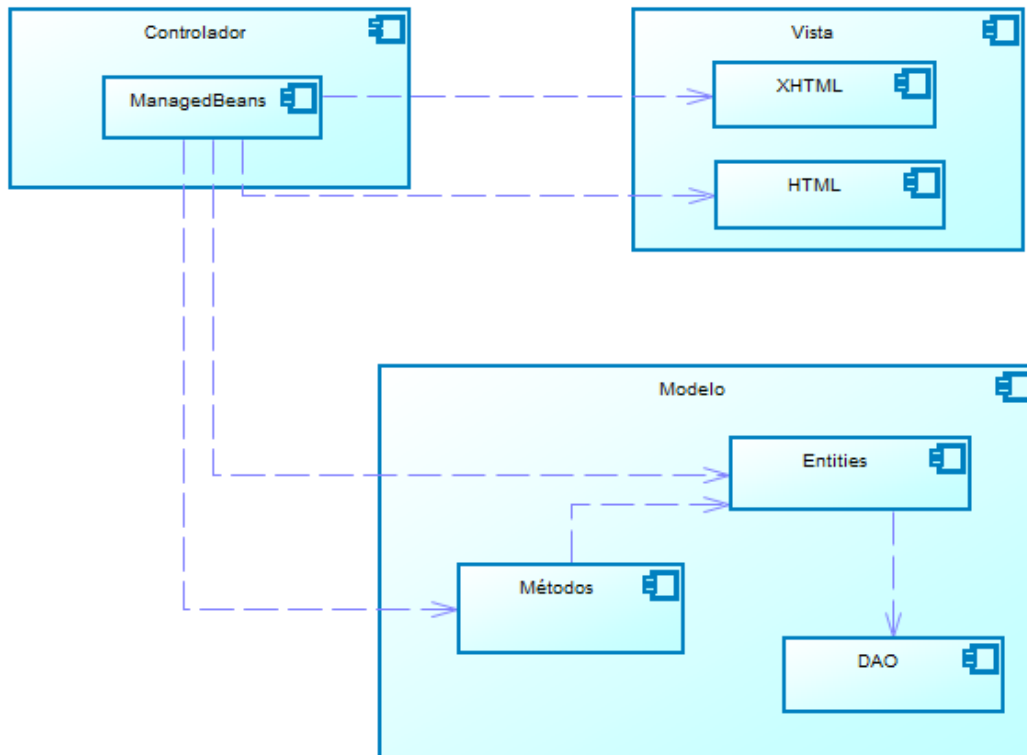 Controlador
ManagedBeans
Vista
XHTML
HTML
Modelo
Entities
Métodos
DAO